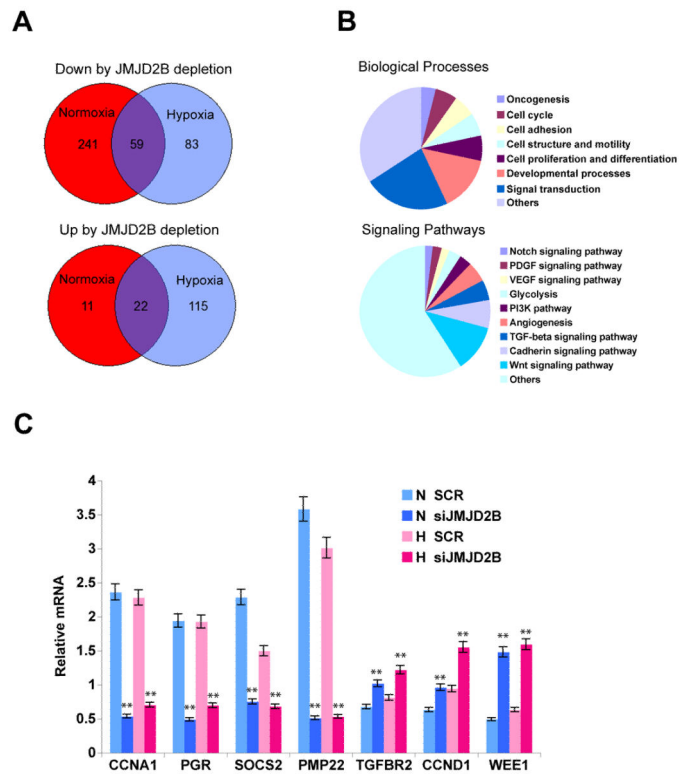 A
Down by JMJD2B depletion
Normoxia
Hypoxia
241
59
83
Up by JMJD2B depletion
Normoxia
Hypoxia
11
22
115
B
Biological Processes
Oncogenesis
Cell cycle
Cell adhesion
Cell structure and motility
Cell proliferation and differentiation
Developmental processes
Signal transduction
Others
Signaling Pathways
Notch signaling pathway
PDGF signaling pathway
VEGF signaling pathway
Glycolysis
PI3K pathway
Angiogenesis
TGF-beta signaling pathway
Cadherin signaling pathway
Wnt signaling pathway
Others
C
Relative mRNA
4
3.5
3
2.5
2
1.5
1
0.5
0
N SCR
N siJMJD2B
H SCR
H siJMJD2B
** ** ** ** ** ** ** ** ** ** ** ** ** **
CCNA1 PGR SOCS2 PMP22 TGFBR2 CCND1 WEE1